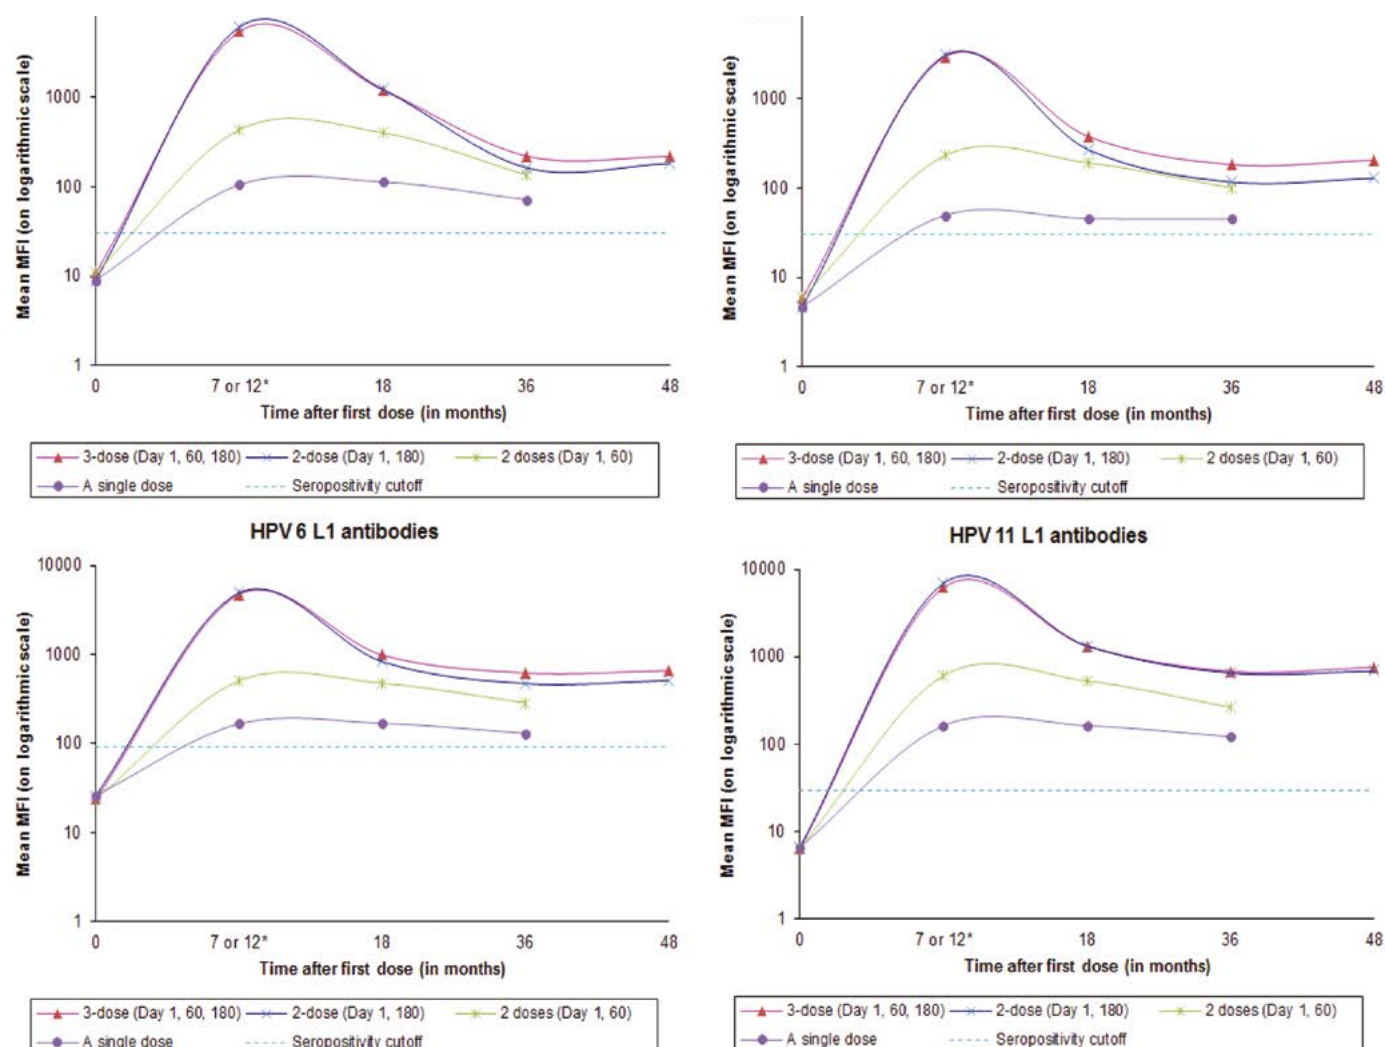 Mean MFI (on logarithmic scale)
1000
100
10
1
0
7 or 12*
18
36
48
Time after first dose (in months)
3-dose (Day 1, 60, 180)
2-dose (Day 1, 180)
2 doses (Day 1, 60)
A single dose
Seropositivity cutoff
Mean MFI (on logarithmic scale)
1000
100
10
1
0
7 or 12*
18
36
48
Time after first dose (in months)
3-dose (Day 1, 60, 180)
2-dose (Day 1, 180)
2 doses (Day 1, 60)
A single dose
Seropositivity cutoff
HPV 6 L1 antibodies
Mean MFI (on logarithmic scale)
10000
1000
100
10
1
0
7 or 12*
18
36
48
Time after first dose (in months)
3-dose (Day 1, 60, 180)
2-dose (Day 1, 180)
2 doses (Day 1, 60)
A single dose
Seropositivity cutoff
HPV 11 L1 antibodies
Mean MFI (on logarithmic scale)
10000
1000
100
10
1
0
7 or 12*
18
36
48
Time after first dose (in months)
3-dose (Day 1, 60, 180)
2-dose (Day 1, 180)
2 doses (Day 1, 60)
A single dose
Seropositivity cutoff